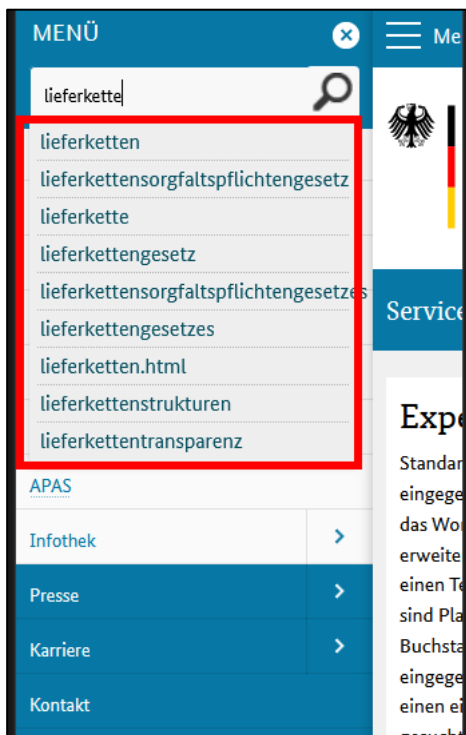 MENÜ
Me
lieferkette
lieferketten
lieferkettensorgfaltspflichtengesetz
lieferkette
lieferkettengesetz
lieferkettensorgfaltspflichtengesetzes
lieferkettengesetzes
lieferketten.html
lieferkettenstrukturen
lieferkettentransparenz
APAS
Infothek
Presse
Karriere
Kontakt
Service
Expe
Standar
eingege
das Wo
erweite
einen Te
sind Pla
Buchsta
eingege
einen ei